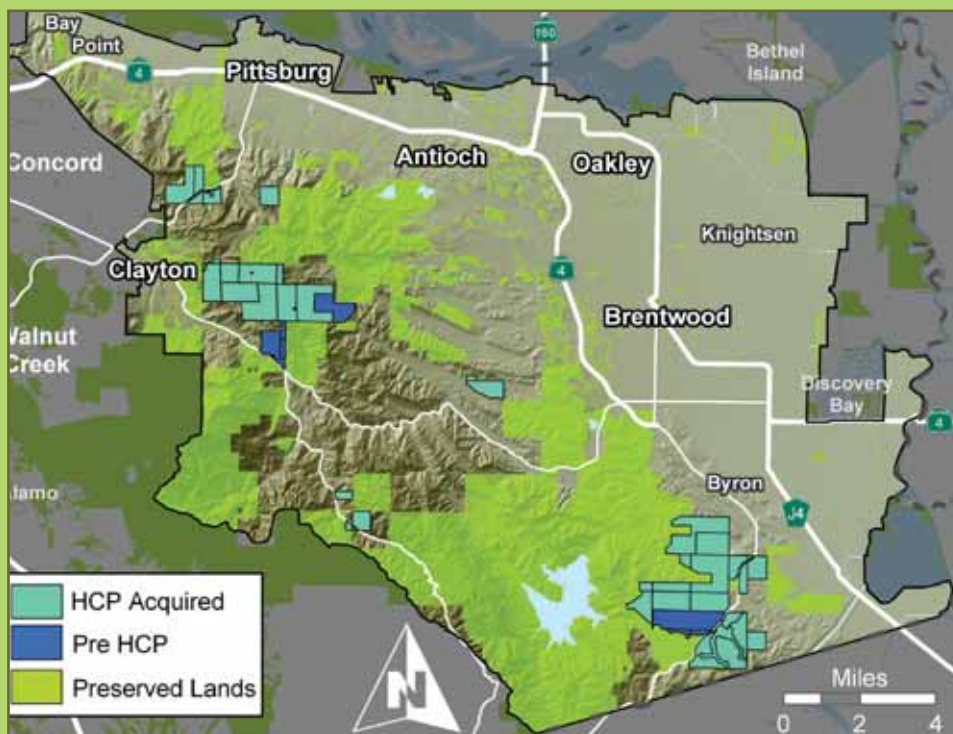 Bay
Point
4
Pittsburg
160
Bethel
Island
Concord
Antioch
Oakley
Knightsen
Clayton
4
Brentwood
Walnut
Creek
Discovery
Bay
4
Alamo
Byron
J4
HCP Acquired
Pre HCP
Preserved Lands
N
Miles
0 2 4